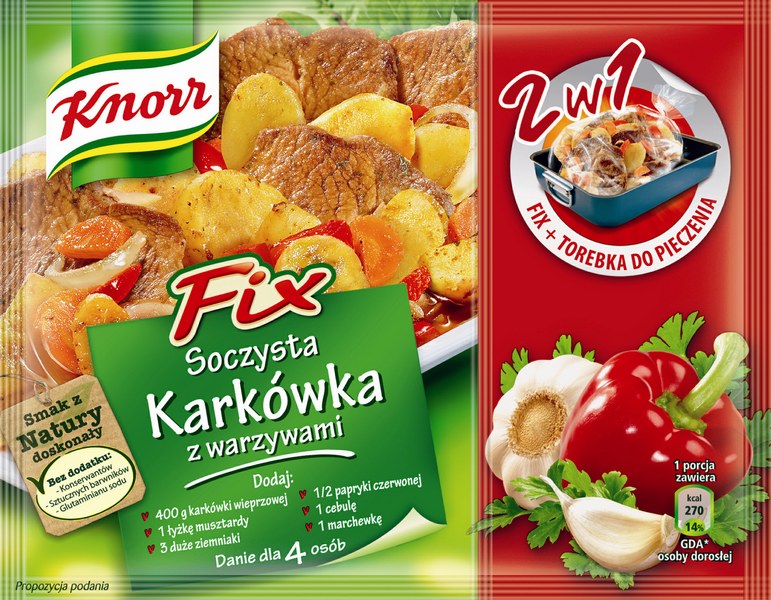 Knorr
Fix
Soczysta
Karkówka
z warzywami
Dodaj:
400 g karkówki wieprzowej
1 łyżkę musztardy
3 duże ziemniaki
1/2 papryki czerwonej
1 cebulę
1 marchewkę
Danie dla 4 osób
Smak z
Natury
doskonały
Bez dodatku:
- Konserwantów
- Sztucznych barwników
- Glutaminianu sodu
Propozycja podania
2 w 1
FIX + TOREBKA DO PIECZENIA
1 porcja
zawiera
kcal
270
14%
GDA*
osoby dorosłej